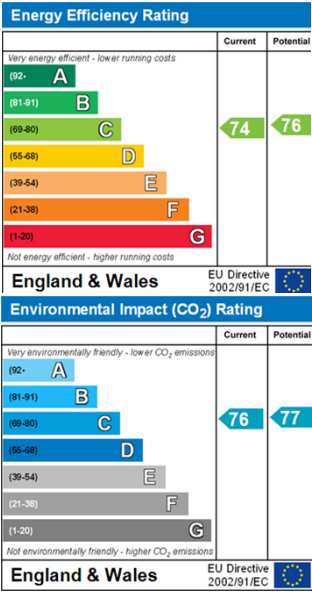 Energy Efficiency Rating
Current Potential
Very energy efficient - lower running costs
(92- A
(81-91) B
(69-80) C 74 76
(55-68) D
(39-54) E
(21-38) F
(1-20) G
Not energy efficient - higher running costs
England & Wales EU Directive
2002/91/EC
Environmental Impact (CO2) Rating
Current Potential
Very environmentally friendly - lower CO2 emissions
(92- A
(81-91) B
(69-80) C 76 77
(55-68) D
(39-54) E
(21-38) F
(1-20) G
Not environmentally friendly - higher CO2 emissions
England & Wales EU Directive
2002/91/EC